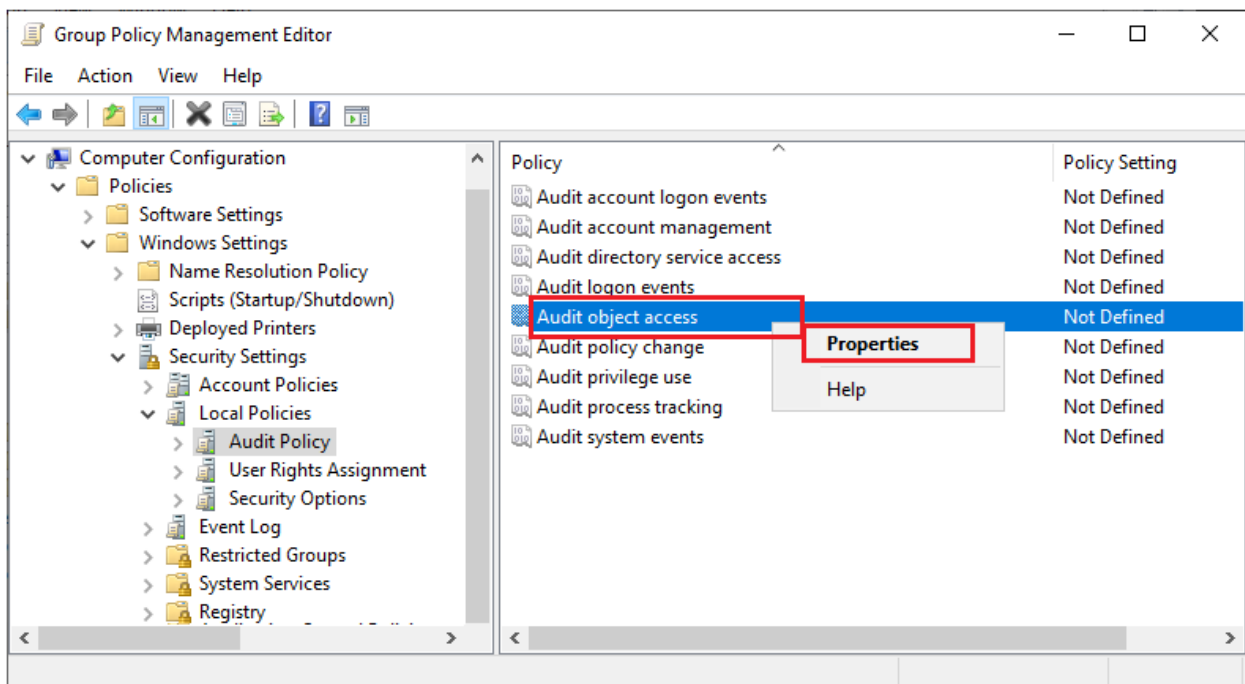 Group Policy Management Editor
File Action View Help
Computer Configuration
Policies
Software Settings
Windows Settings
Name Resolution Policy
Scripts (Startup/Shutdown)
Deployed Printers
Security Settings
Account Policies
Local Policies
Audit Policy
User Rights Assignment
Security Options
Event Log
Restricted Groups
System Services
Registry
Policy Policy Setting
Audit account logon events Not Defined
Audit account management Not Defined
Audit directory service access Not Defined
Audit logon events Not Defined
Audit object access Not Defined
Audit policy change Not Defined
Audit privilege use Not Defined
Audit process tracking Not Defined
Audit system events Not Defined
Properties
Help